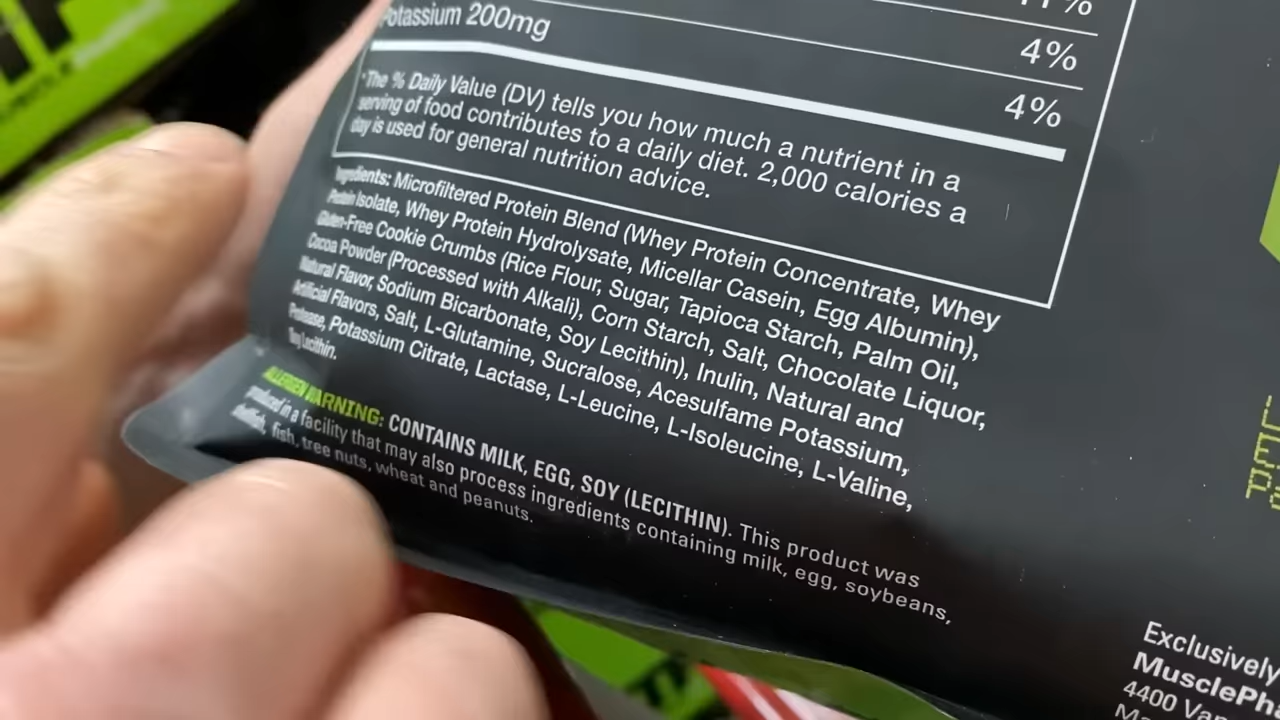 11%
Potassium 200mg
4%
4%
*The % Daily Value (DV) tells you how much a nutrient in a
serving of food contributes to a daily diet. 2,000 calories a
day is used for general nutrition advice.
Ingredients: Microfiltered Protein Blend (Whey Protein Concentrate, Whey
Protein Isolate, Whey Protein Hydrolysate, Micellar Casein, Egg Albumin),
Gluten-Free Cookie Crumbs (Rice Flour, Sugar, Tapioca Starch, Palm Oil,
Cocoa Powder (Processed with Alkali), Corn Starch, Salt, Chocolate Liquor,
Natural Flavor, Sodium Bicarbonate, Soy Lecithin), Inulin, Natural and
Artificial Flavors, Salt, L-Glutamine, Sucralose, Acesulfame Potassium,
Protease, Potassium Citrate, Lactase, L-Leucine, L-Isoleucine, L-Valine,
Soy Lecithin.
ALLERGEN WARNING: CONTAINS MILK, EGG, SOY (LECITHIN). This product was
produced in a facility that may also process ingredients containing milk, egg, soybeans,
shellfish, fish, tree nuts, wheat and peanuts.
Exclusively
MusclePha
4400 Van